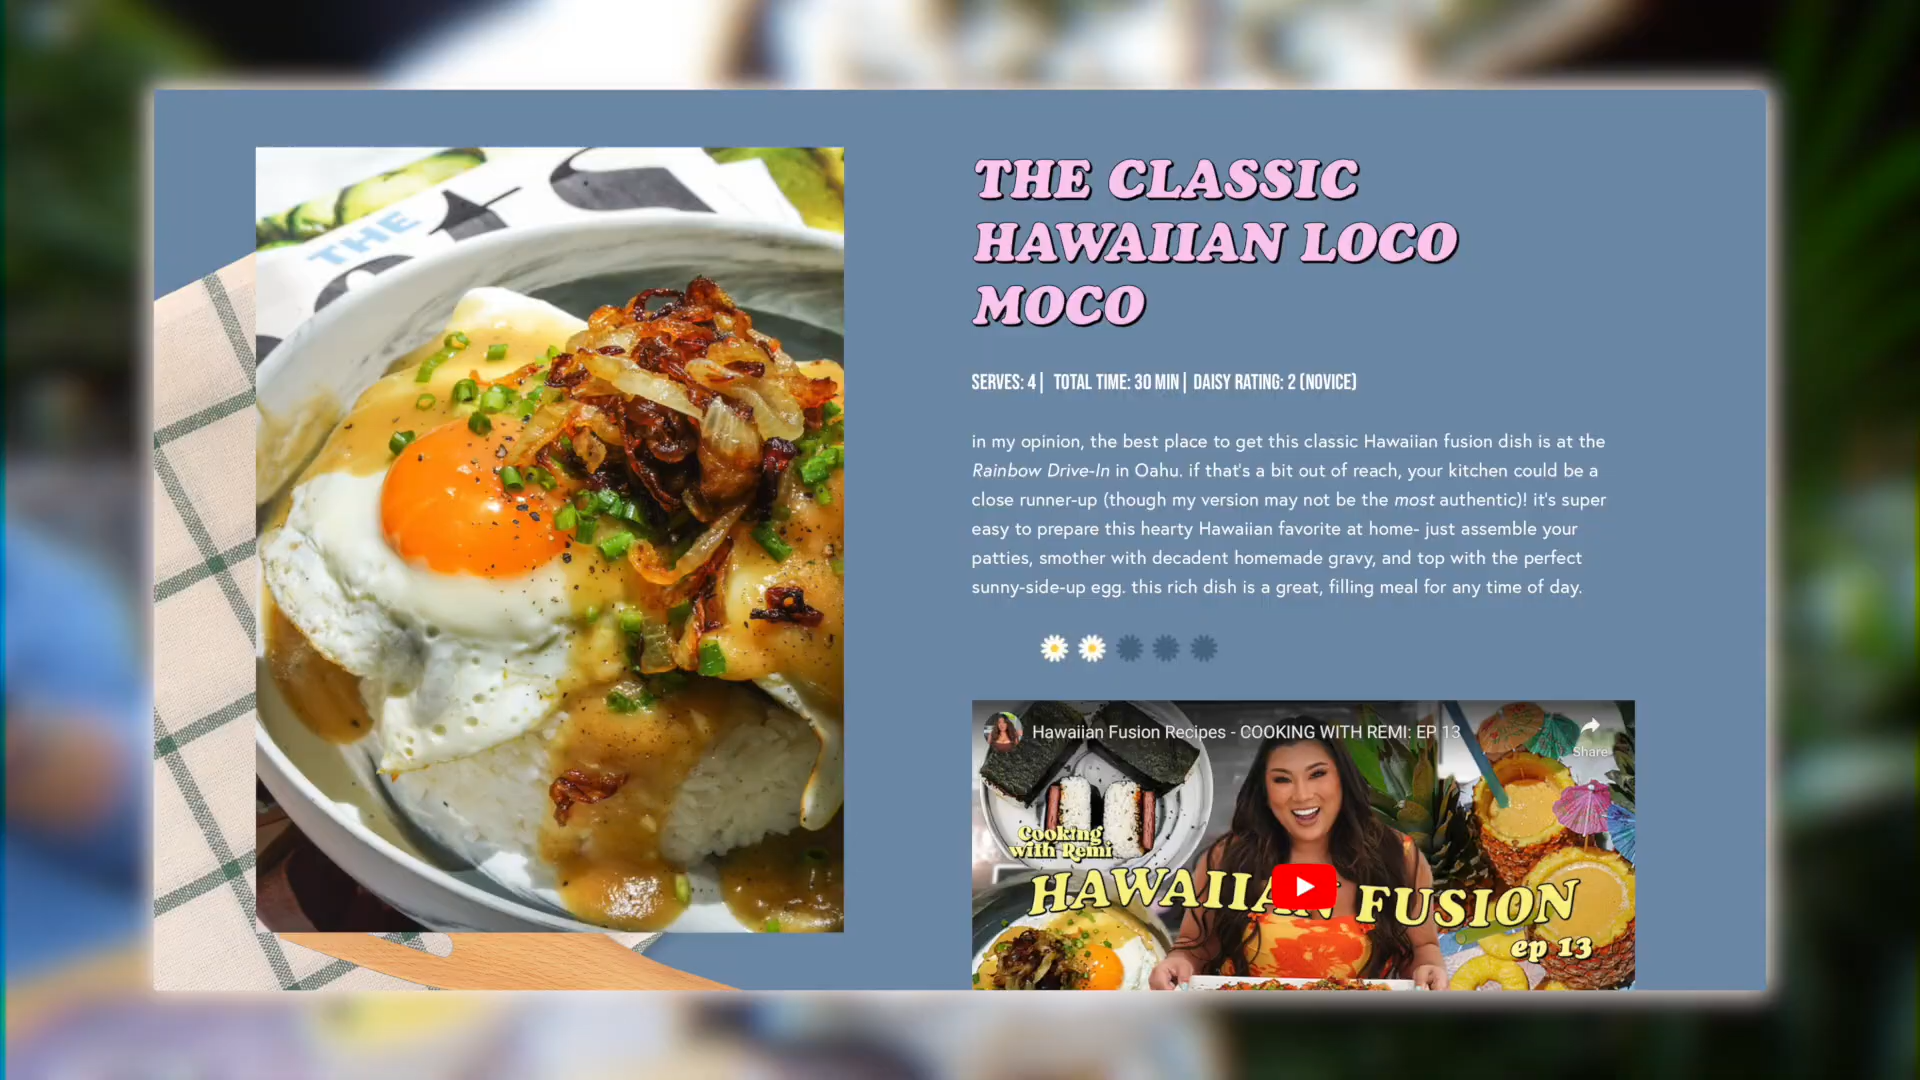 THE
THE CLASSIC
HAWAIIAN LOCO
MOCO
SERVES: 4| TOTAL TIME: 30 MIN| DAISY RATING: 2 (NOVICE)
in my opinion, the best place to get this classic Hawaiian fusion dish is at the
Rainbow Drive-In in Oahu. if that's a bit out of reach, your kitchen could be a
close runner-up (though my version may not be the most authentic)! it's super
easy to prepare this hearty Hawaiian favorite at home- just assemble your
patties, smother with decadent homemade gravy, and top with the perfect
sunny-side-up egg. this rich dish is a great, filling meal for any time of day.
Hawaiian Fusion Recipes - COOKING WITH REMI: EP 13
Share
Cooking
with Remi
HAWAIIAN FUSION
ep 13